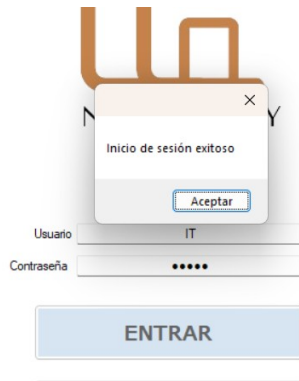 N
Y
Inicio de sesión exitoso
Aceptar
Usuario
IT
Contraseña
•••••
ENTRAR